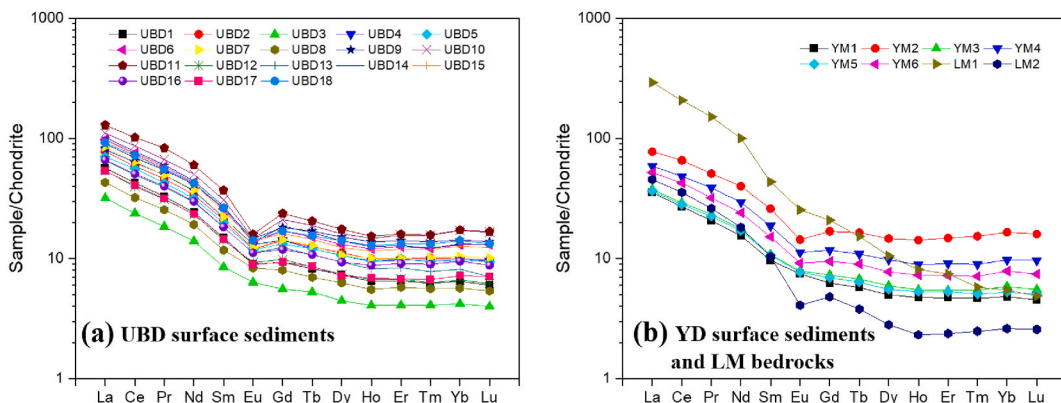 1000
100
10
1
Sample/Chondrite
UBD1 UBD2 UBD3 UBD4 UBD5
UBD6 UBD7 UBD8 UBD9 UBD10
UBD11 UBD12 UBD13 UBD14 UBD15
UBD16 UBD17 UBD18
(a) UBD surface sediments
La Ce Pr Nd Sm Eu Gd Tb Dy Ho Er Tm Yb Lu
1000
100
10
1
Sample/Chondrite
YM1 YM2 YM3 YM4
YM5 YM6 LM1 LM2
(b) YD surface sediments
and LM bedrocks
La Ce Pr Nd Sm Eu Gd Tb Dy Ho Er Tm Yb Lu